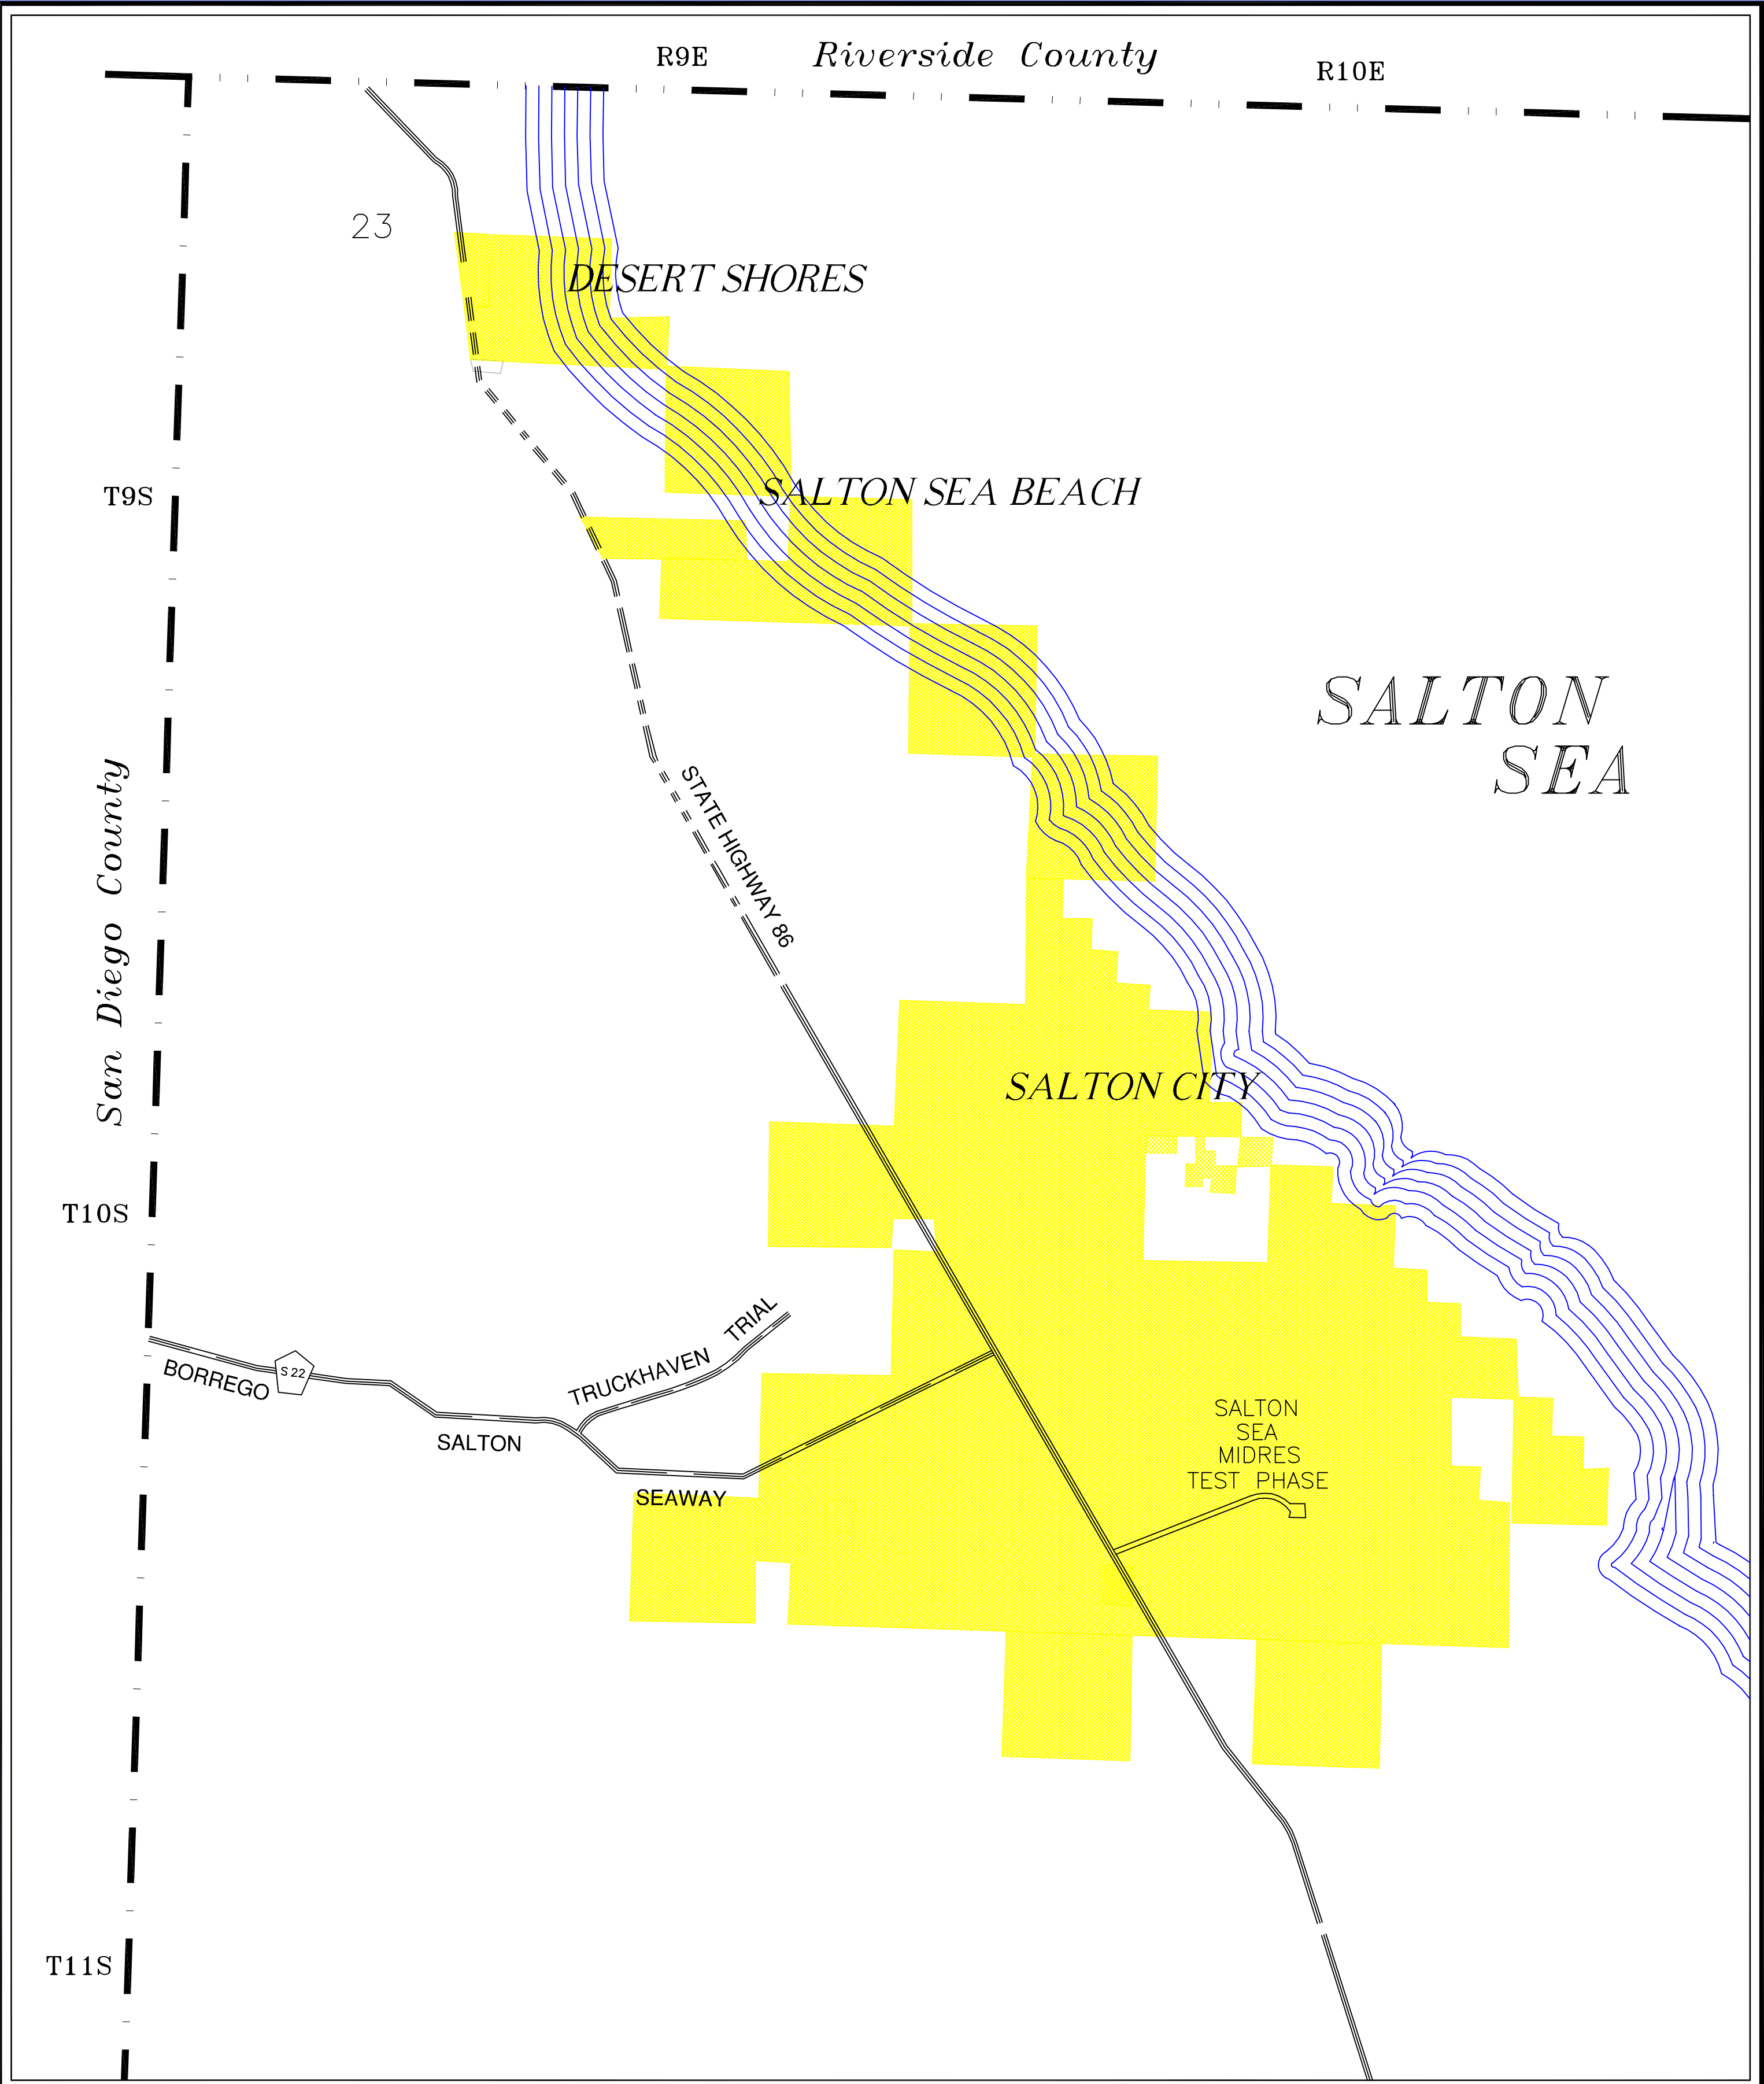 R9E
Riverside County
R10E
23
DESERT SHORES
T9S
SALTON SEA BEACH
SALTON
SEA
San Diego County
STATE HIGHWAY 86
SALTON CITY
T10S
TRUCKHAVEN TRIAL
BORREGO
S 22
SALTON
SEAWAY
SALTON
SEA
MIDRES
TEST PHASE
T11S